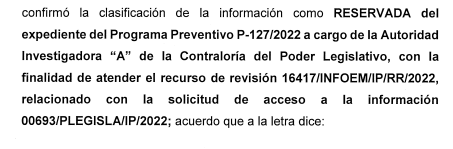 confirmó la clasificación de la información como RESERVADA del
expediente del Programa Preventivo P-127/2022 a cargo de la Autoridad
Investigadora “A” de la Contraloría del Poder Legislativo, con la
finalidad de atender el recurso de revisión 16417/INFOEM/IP/RR/2022,
relacionado con la solicitud de acceso a la información
00693/PLEGISLA/IP/2022; acuerdo que a la letra dice: